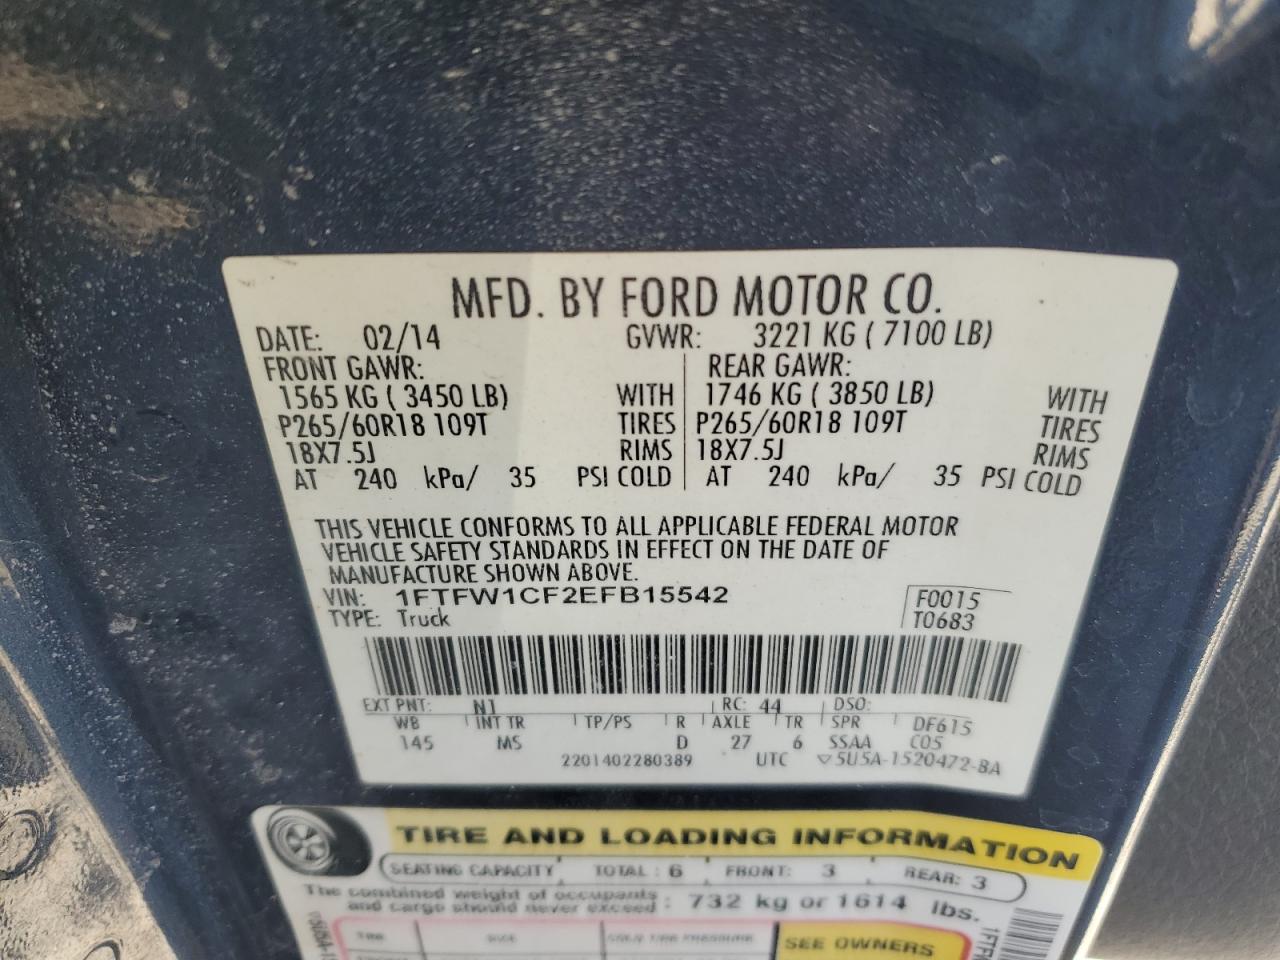 MFD. BY FORD MOTOR CO.
DATE: 02/14 GVWR: 3221 KG ( 7100 LB)
FRONT GAWR: REAR GAWR:
1565 KG ( 3450 LB) WITH 1746 KG ( 3850 LB) WITH
P265/60R18 109T TIRES P265/60R18 109T TIRES
18X7.5J RIMS 18X7.5J RIMS
AT 240 kPa/ 35 PSI COLD AT 240 kPa/ 35 PSI COLD
THIS VEHICLE CONFORMS TO ALL APPLICABLE FEDERAL MOTOR
VEHICLE SAFETY STANDARDS IN EFFECT ON THE DATE OF
MANUFACTURE SHOWN ABOVE.
VIN: 1FTFW1CF2EFB15542 F0015
TYPE: Truck T0683
EXT PNT: N1 RC: 44 DSO:
WB INT TR TP/PS R AXLE TR SPR DF615
145 MS D 27 6 SSAA C05
2201402280389 UTC ▽5U5A-1520472-BA
TIRE AND LOADING INFORMATION
SEATING CAPACITY TOTAL : 6 FRONT: 3 REAR: 3
The combined weight of occupants
and cargo should never exceed : 732 kg or 1614 lbs.
TIRE SIZE COLD TIRE PRESSURE SEE OWNERS